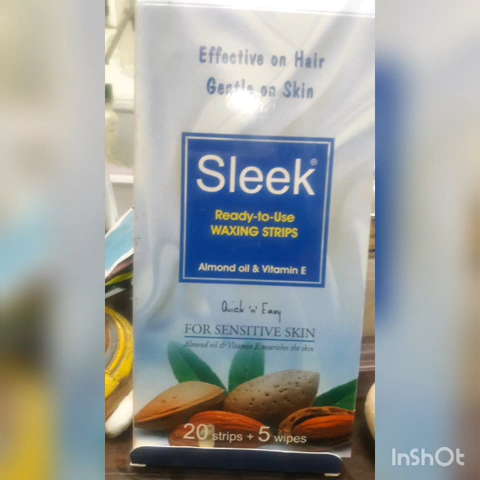 Effective on Hair
Gentle on Skin
Sleek®
Ready-to-Use
WAXING STRIPS
Almond oil & Vitamin E
Quick 'n' Easy
FOR SENSITIVE SKIN
Almond oil & Vitamin E nourishes the skin
20 strips + 5 wipes
InShOt